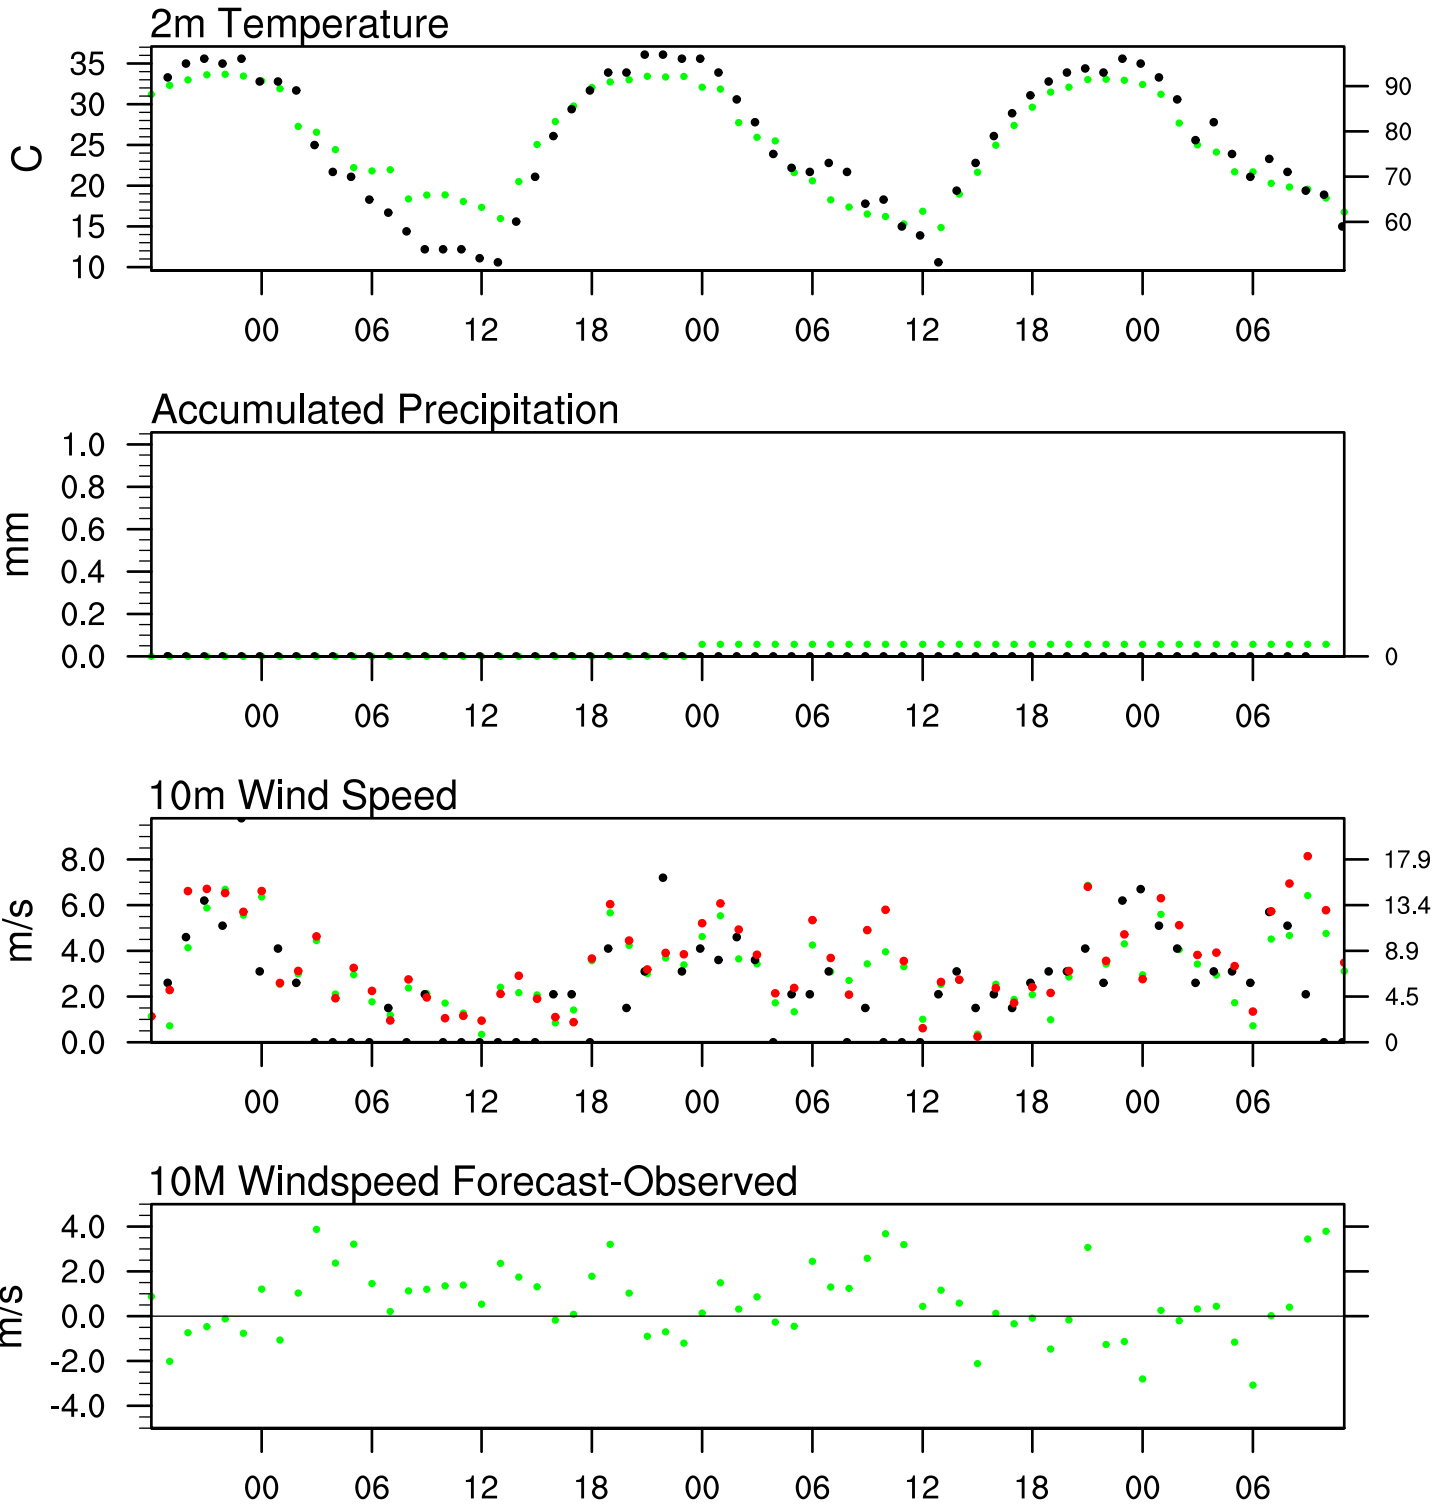 2m Temperature
35
30
25
20
15
10
C
90
80
70
60
00 06 12 18 00 06 12 18 00 06
Accumulated Precipitation
1.0
0.8
0.6
0.4
0.2
0.0
mm
0
00 06 12 18 00 06 12 18 00 06
10m Wind Speed
8.0
6.0
4.0
2.0
0.0
m/s
17.9
13.4
8.9
4.5
0
00 06 12 18 00 06 12 18 00 06
10M Windspeed Forecast-Observed
4.0
2.0
0.0
-2.0
-4.0
m/s
00 06 12 18 00 06 12 18 00 06